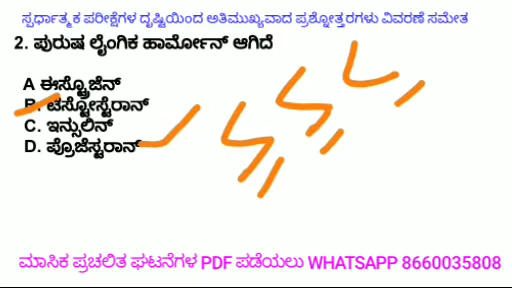 ಸ್ಪರ್ಧಾತ್ಮಕ ಪರೀಕ್ಷೆಗಳ ದೃಷ್ಟಿಯಿಂದ ಅತಿಮುಖ್ಯವಾದ ಪ್ರಶ್ನೋತ್ತರಗಳು ವಿವರಣೆ ಸಮೇತ
2. ಪುರುಷ ಲೈಂಗಿಕ ಹಾರ್ಮೋನ್ ಆಗಿದೆ
A ಈಸ್ಟ್ರೊಜೆನ್
B. ಟೆಸ್ಟೋಸ್ಟೆರಾನ್
C. ಇನ್ಸುಲಿನ್
D. ಪ್ರೊಜೆಸ್ಟರಾನ್
ಮಾಸಿಕ ಪ್ರಚಲಿತ ಘಟನೆಗಳ PDF ಪಡೆಯಲು WHATSAPP 8660035808